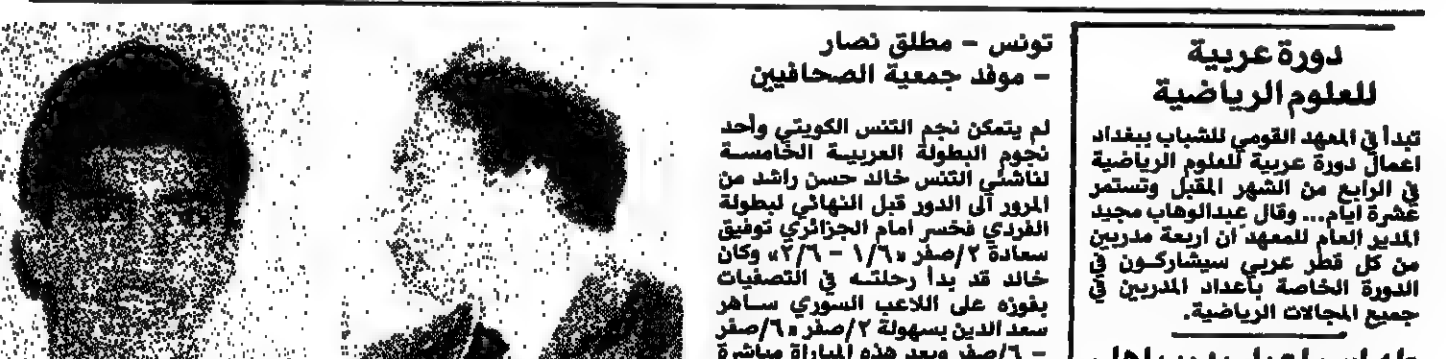 دورة عربية
للعلوم الرياضية
تبدأ في المعهد القومي للشباب ببغداد
اعمال دورة عربية للعلوم الرياضية
في الرابع من الشهر المقبل وتستمر
عشرة ايام... وقال عبدالوهاب مجيد
المدير العام للمعهد ان اربعة مدربين
من كل قطر عربي سيشاركون في
الدورة الخاصة بأعداد المدربين في
جميع المجالات الرياضية.
تونس – مطلق نصار
– موفد جمعية الصحافيين
لم يتمكن نجم التنس الكويتي وأحد
نجوم البطولة العربية الخامسة
لناشئي التنس خالد حسن راشد من
المرور الى الدور قبل النهائي لبطولة
الفردي فخسر امام الجزائري توفيق
سعادة ٢/صفر «١/٦ – ٢/٦» وكان
خالد قد بدأ رحلته في التصفيات
بفوزه على اللاعب السوري ساهر
سعد الدين بسهولة ٢/صفر «٦/صفر
– ٦/صفر وبعد هذه المباراة مباشرة